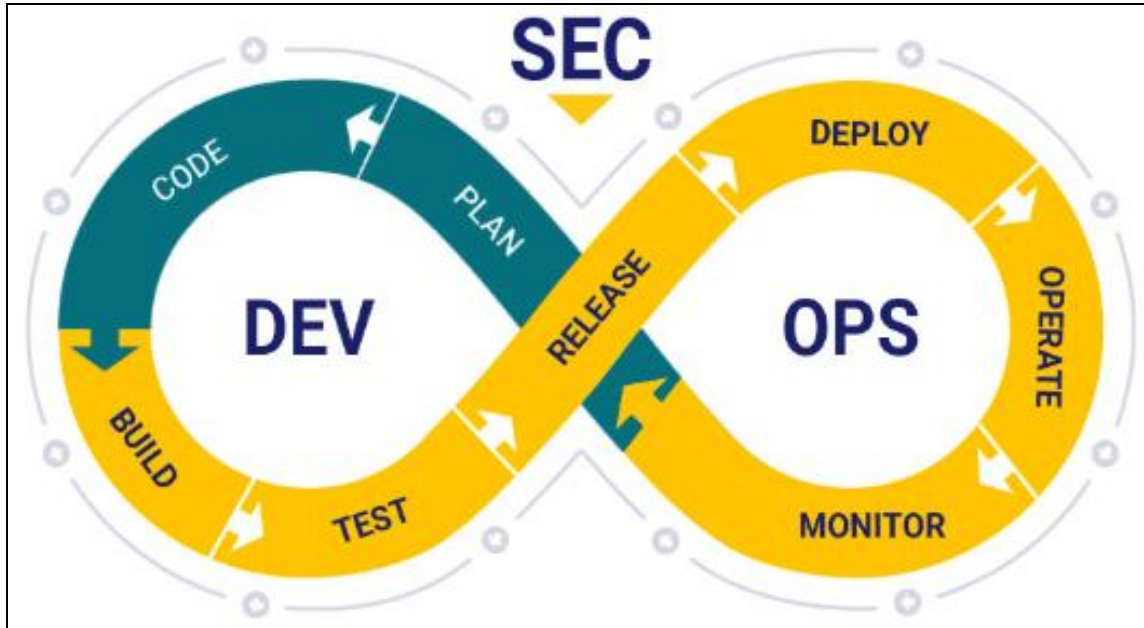 SEC
DEV
OPS
PLAN
CODE
BUILD
TEST
RELEASE
DEPLOY
OPERATE
MONITOR